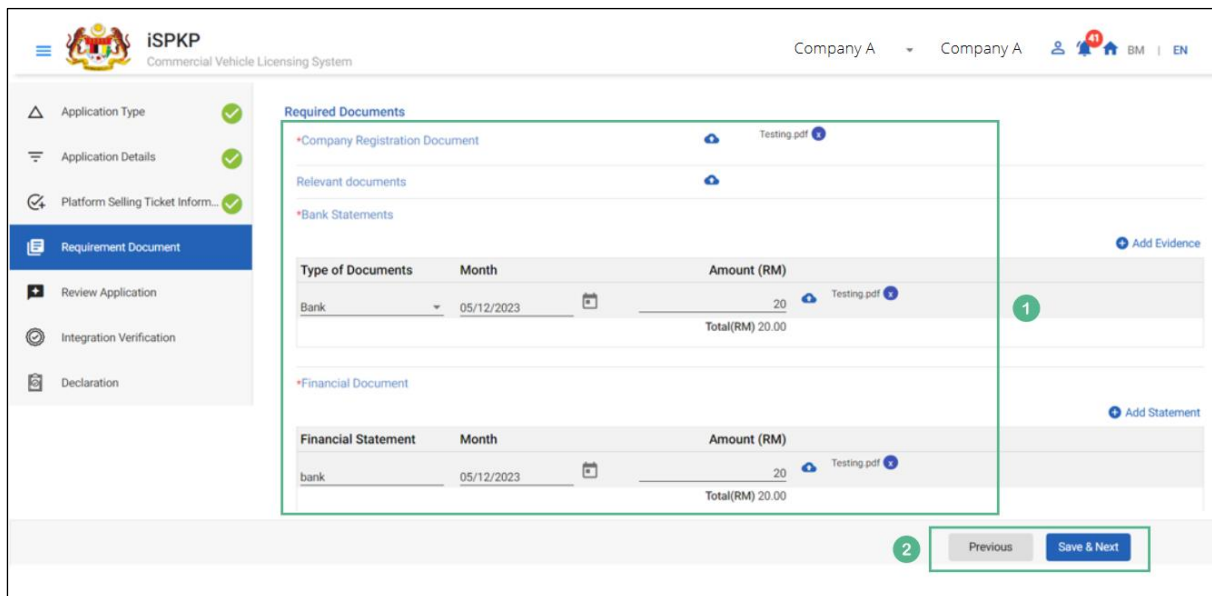 iSPKP
Commercial Vehicle Licensing System
Company A
Company A
41
BM | EN
Application Type
Application Details
Platform Selling Ticket Inform...
Requirement Document
Review Application
Integration Verification
Declaration
Required Documents
*Company Registration Document
Testing.pdf x
Relevant documents
*Bank Statements
Add Evidence
Type of Documents Month Amount (RM)
Bank 05/12/2023 20 Testing.pdf x
Total(RM) 20.00
1
*Financial Document
Add Statement
Financial Statement Month Amount (RM)
bank 05/12/2023 20 Testing.pdf x
Total(RM) 20.00
2
Previous Save & Next